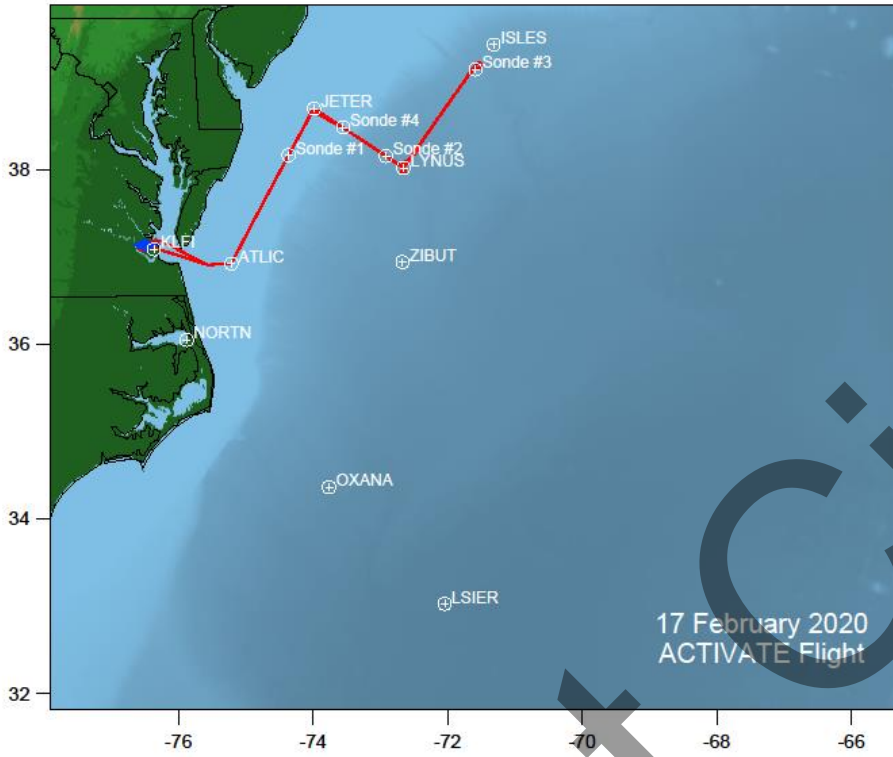 ISLES
Sonde #3
JETER
Sonde #4
Sonde #1
Sonde #2
LYNUS
38
KLFI
ATLIC
ZIBUT
36
NORTN
OXANA
34
LSIER
17 February 2020
ACTIVATE Flight
32
-76
-74
-72
-70
-68
-66